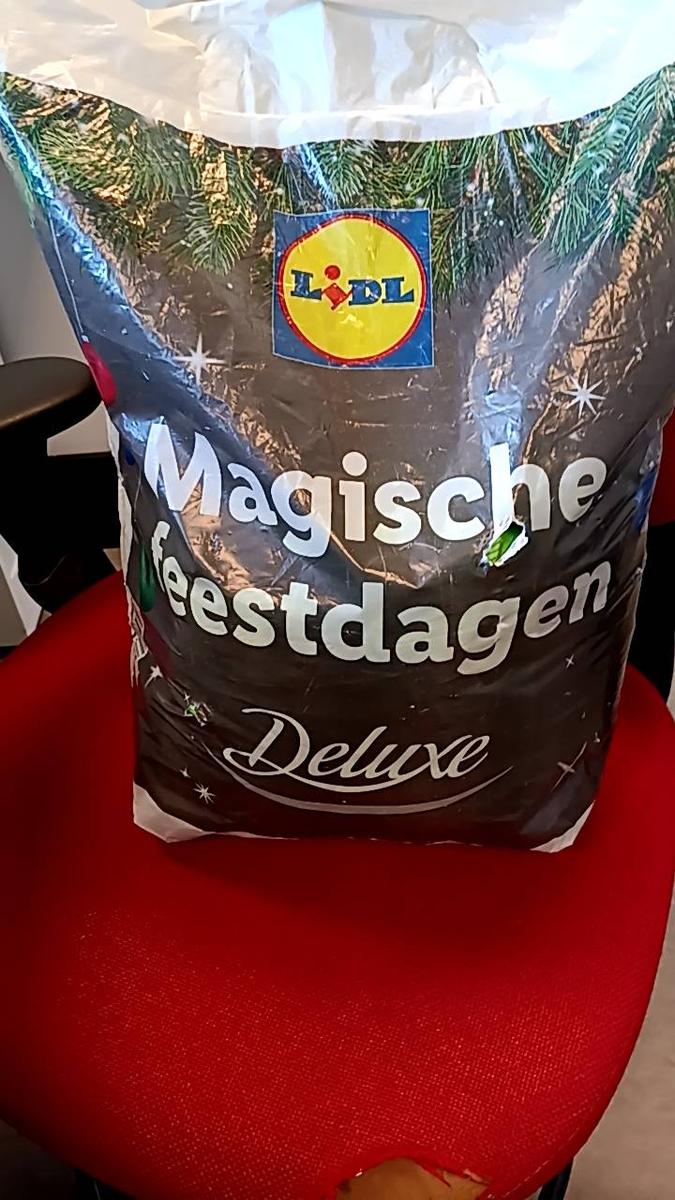 LiDL
Magische
feestdagen
Deluxe